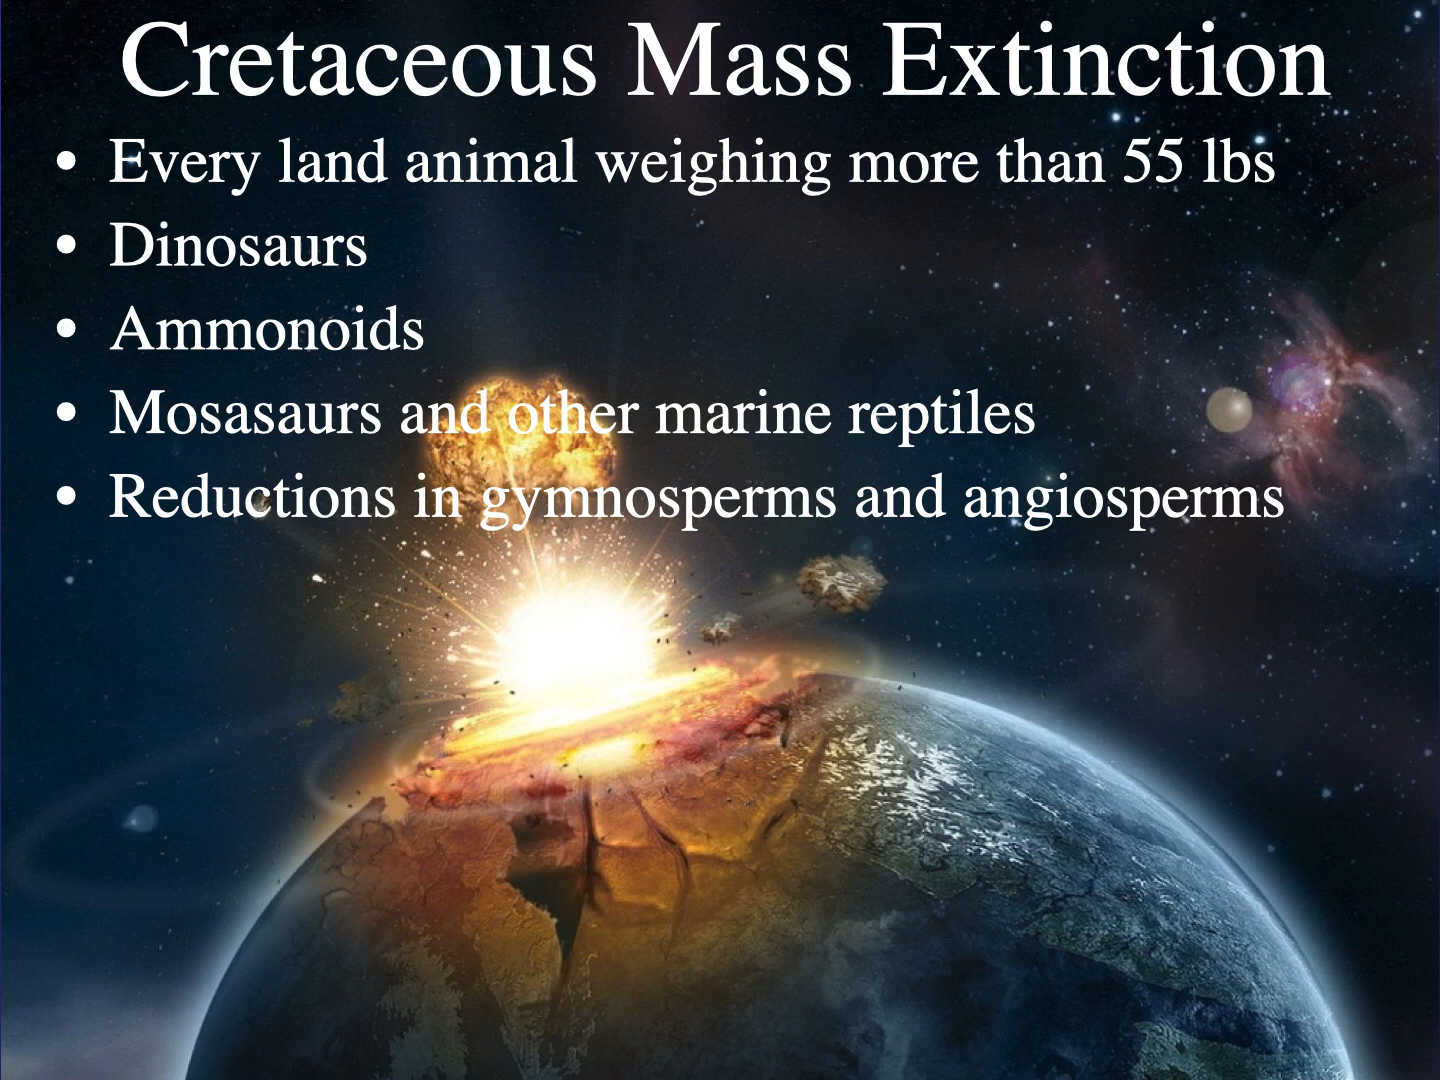 Cretaceous Mass Extinction
• Every land animal weighing more than 55 lbs
• Dinosaurs
• Ammonoids
• Mosasaurs and other marine reptiles
• Reductions in gymnosperms and angiosperms